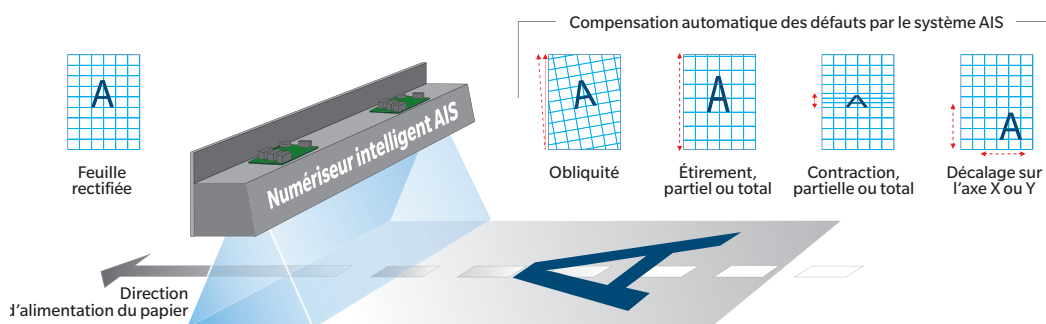 Compensation automatique des défauts par le système AIS
A
A
A
A
A
Feuille
rectifiée
Numériseur intelligent AIS
Obliquité
Étirement,
partiel ou total
Contraction,
partielle ou total
Décalage sur
l'axe X ou Y
A
Direction
d'alimentation du papier